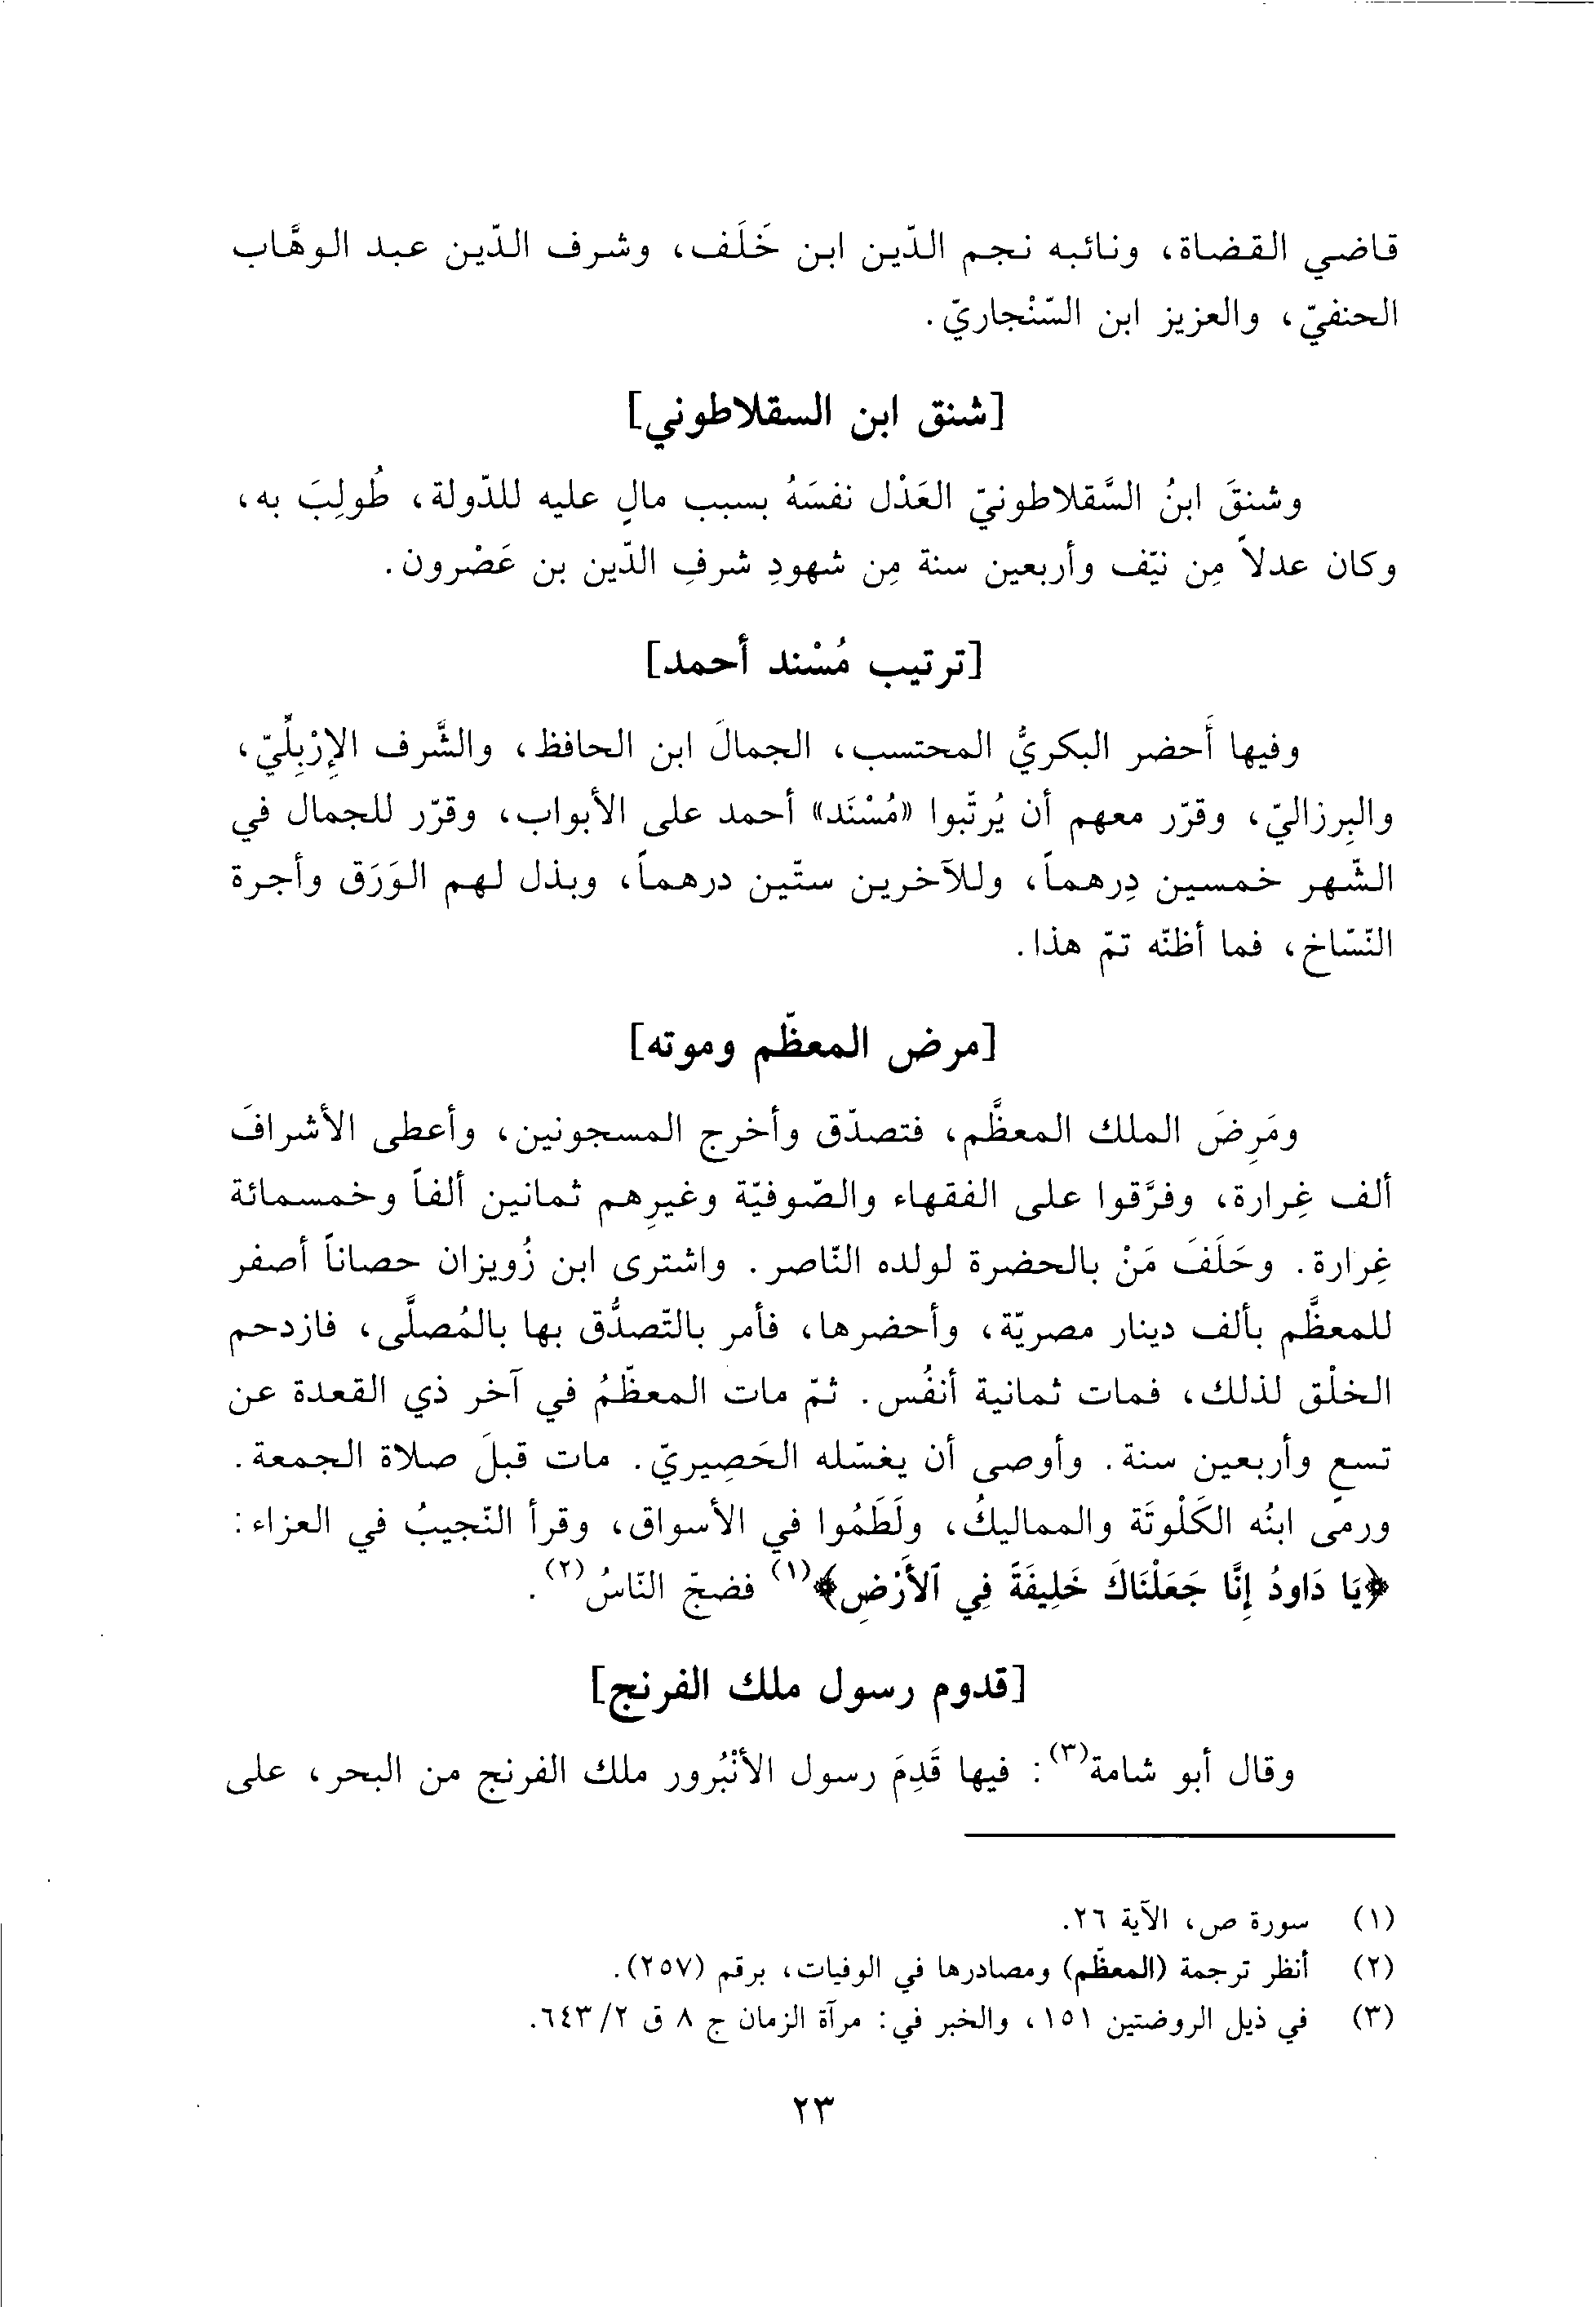 قاضي القضاة، ونائبه نجم الدّين ابن خَلَف، وشرف الدّين عبد الوهَّاب
الحنفيّ، والعزيز ابن السّنْجاريّ.
[شنق ابن السقلاطوني]
وشنقَ ابنُ السَّقلاطونيّ العَدْل نفسَهُ بسبب مالٍ عليه للدّولة، طُولِبَ به،
وكان عدلاً مِن نيّف وأربعين سنة مِن شهودِ شرفِ الدّين بن عَصْرون.
[ترتيب مُسْند أحمد]
وفيها أَحضر البكريُّ المحتسب، الجمالَ ابن الحافظ، والشَّرف الإِرْبِلِّيّ،
والبِرزاليّ، وقرّر معهم أن يُرتّبوا «مُسْنَد» أحمد على الأبواب، وقرّر للجمال في
الشّهر خمسين دِرهماً، وللآخرين ستّين درهماً، وبذل لهم الوَرَق وأجرة
النّسّاخ، فما أظنّه تمّ هذا.
[مرض المعظّم وموته]
ومَرِضَ الملك المعظَّم، فتصدّق وأخرج المسجونين، وأعطى الأشرافَ
ألف غِرارة، وفرَّقوا على الفقهاء والصّوفيّة وغيرِهم ثمانين ألفاً وخمسمائة
غِرارة. وحَلَفَ مَنْ بالحضرة لولده النّاصر. واشترى ابن زُويزان حصاناً أصفر
للمعظَّم بألف دينار مصريّة، وأحضرها، فأمر بالتّصدُّق بها بالمُصلَّى، فازدحم
الخلْق لذلك، فمات ثمانية أنفُس. ثمّ مات المعظّمُ في آخر ذي القعدة عن
تسعٍ وأربعين سنة. وأوصى أن يغسّله الحَصِيريّ. مات قبلَ صلاة الجمعة.
ورمى ابنُه الكَلْوتَة والمماليكُ، ولَطَمُوا في الأسواق، وقرأ النّجيبُ في العزاء:
﴿يَا دَاودُ إِنَّا جَعَلْنَاكَ خَلِيفَةً فِي ٱلأَرْضِ﴾(١) فضجّ النّاسُ(٢).
[قدوم رسول ملك الفرنج]
وقال أبو شامة(٣): فيها قَدِمَ رسول الأنْبُرور ملك الفرنج من البحر، على
(١) سورة ص، الآية ٢٦.
(٢) أنظر ترجمة (المعظّم) ومصادرها في الوفيات، برقم (٢٥٧).
(٣) في ذيل الروضتين ١٥١، والخبر في: مرآة الزمان ج ٨ ق ٢/ ٦٤٣.
٢٣